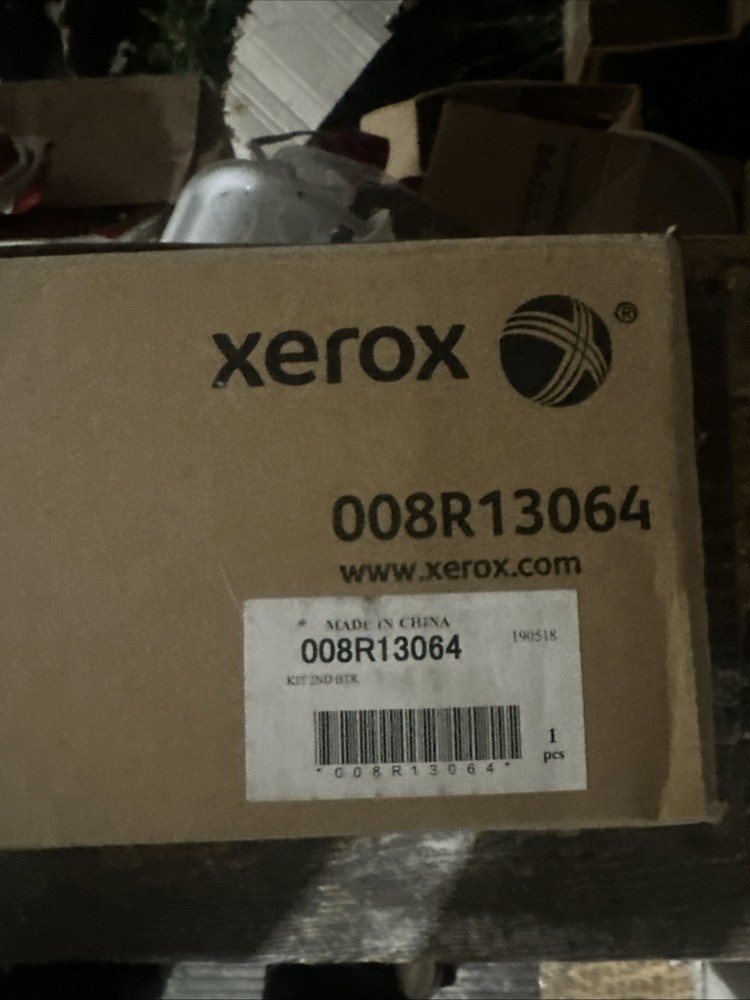 xerox ®
008R13064
www.xerox.com
* MADE IN CHINA
008R13064
190518
KIT 2ND BTR
1
pcs
*008R13064*